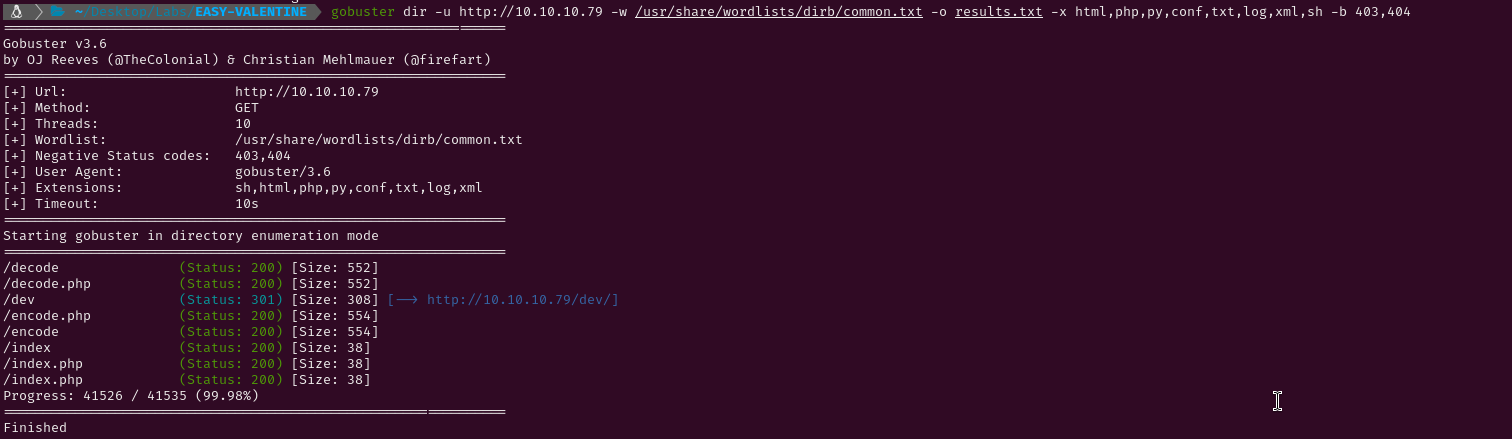 ~/Desktop/Labs/EASY-VALENTINE gobuster dir -u http://10.10.10.79 -w /usr/share/wordlists/dirb/common.txt -o results.txt -x html,php,py,conf,txt,log,xml,sh -b 403,404
===============================================================
Gobuster v3.6
by OJ Reeves (@TheColonial) & Christian Mehlmauer (@firefart)
===============================================================
[+] Url:                     http://10.10.10.79
[+] Method:                  GET
[+] Threads:                 10
[+] Wordlist:                /usr/share/wordlists/dirb/common.txt
[+] Negative Status codes:   403,404
[+] User Agent:              gobuster/3.6
[+] Extensions:              sh,html,php,py,conf,txt,log,xml
[+] Timeout:                 10s
===============================================================
Starting gobuster in directory enumeration mode
===============================================================
/decode               (Status: 200) [Size: 552]
/decode.php           (Status: 200) [Size: 552]
/dev                  (Status: 301) [Size: 308] [--> http://10.10.10.79/dev/]
/encode.php           (Status: 200) [Size: 554]
/encode               (Status: 200) [Size: 554]
/index                (Status: 200) [Size: 38]
/index.php            (Status: 200) [Size: 38]
/index.php            (Status: 200) [Size: 38]
Progress: 41526 / 41535 (99.98%)
===============================================================
Finished